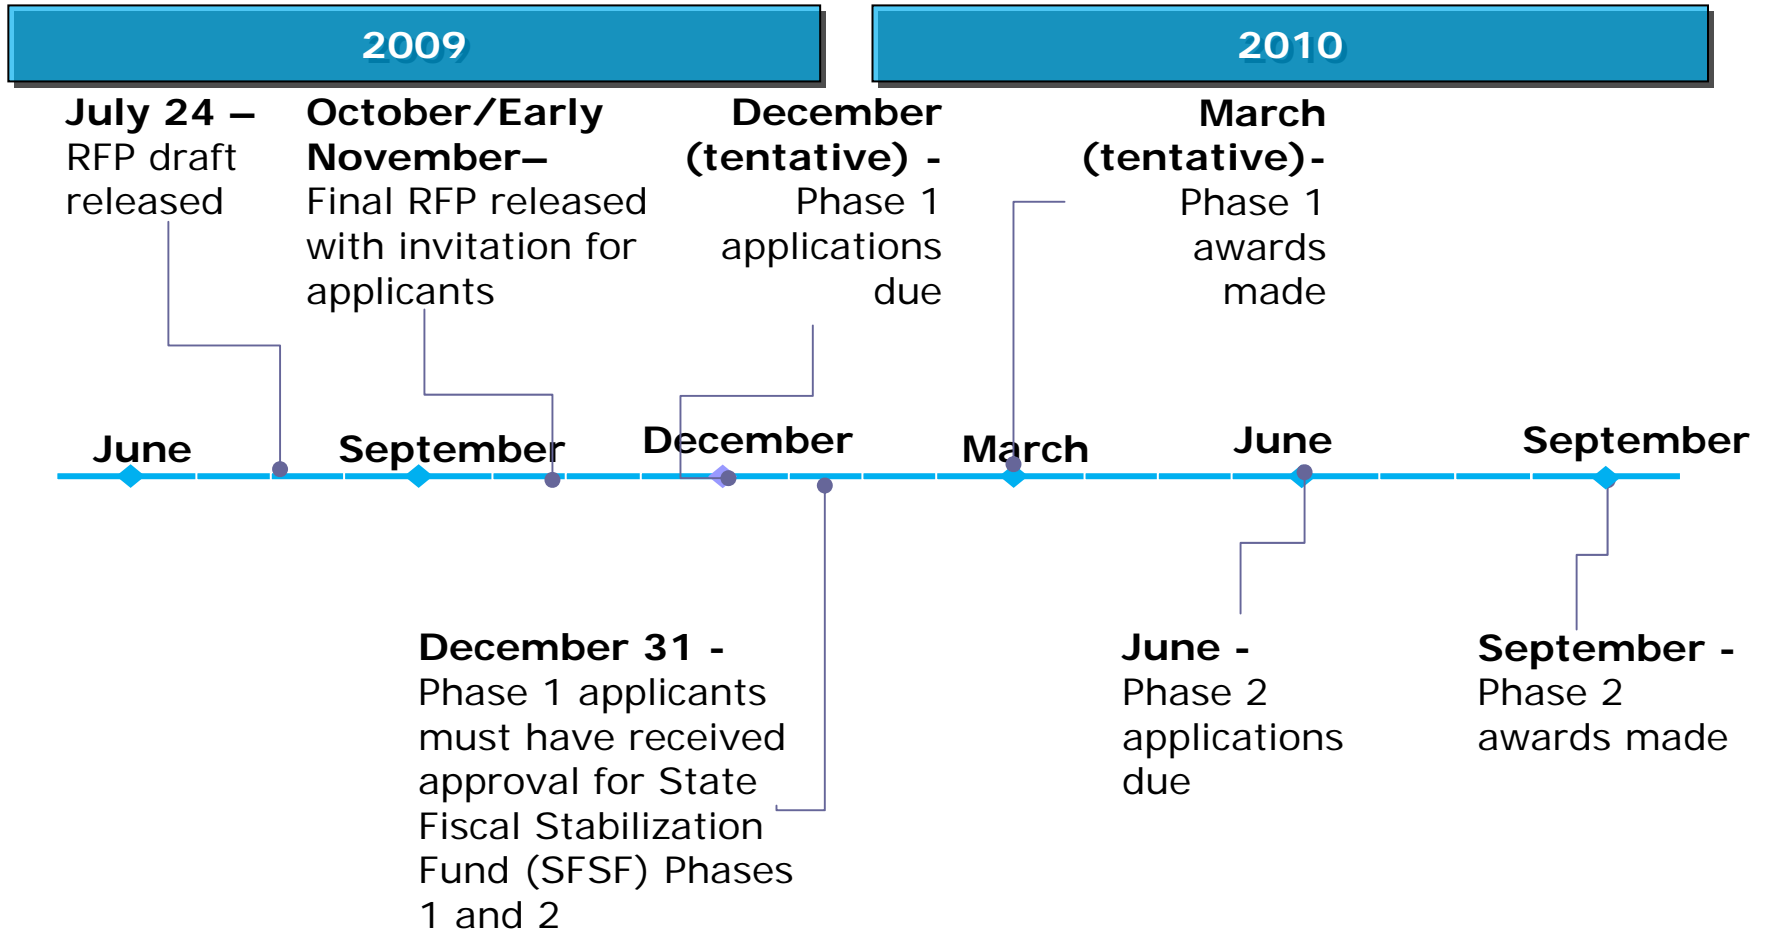 2009
2010
July 24 –
RFP draft
released
October/Early
November–
Final RFP released
with invitation for
applicants
December
(tentative) -
Phase 1
applications
due
March
(tentative)-
Phase 1
awards
made
June
September
December
March
June
September
December 31 -
Phase 1 applicants
must have received
approval for State
Fiscal Stabilization
Fund (SFSF) Phases
1 and 2
June -
Phase 2
applications
due
September -
Phase 2
awards made